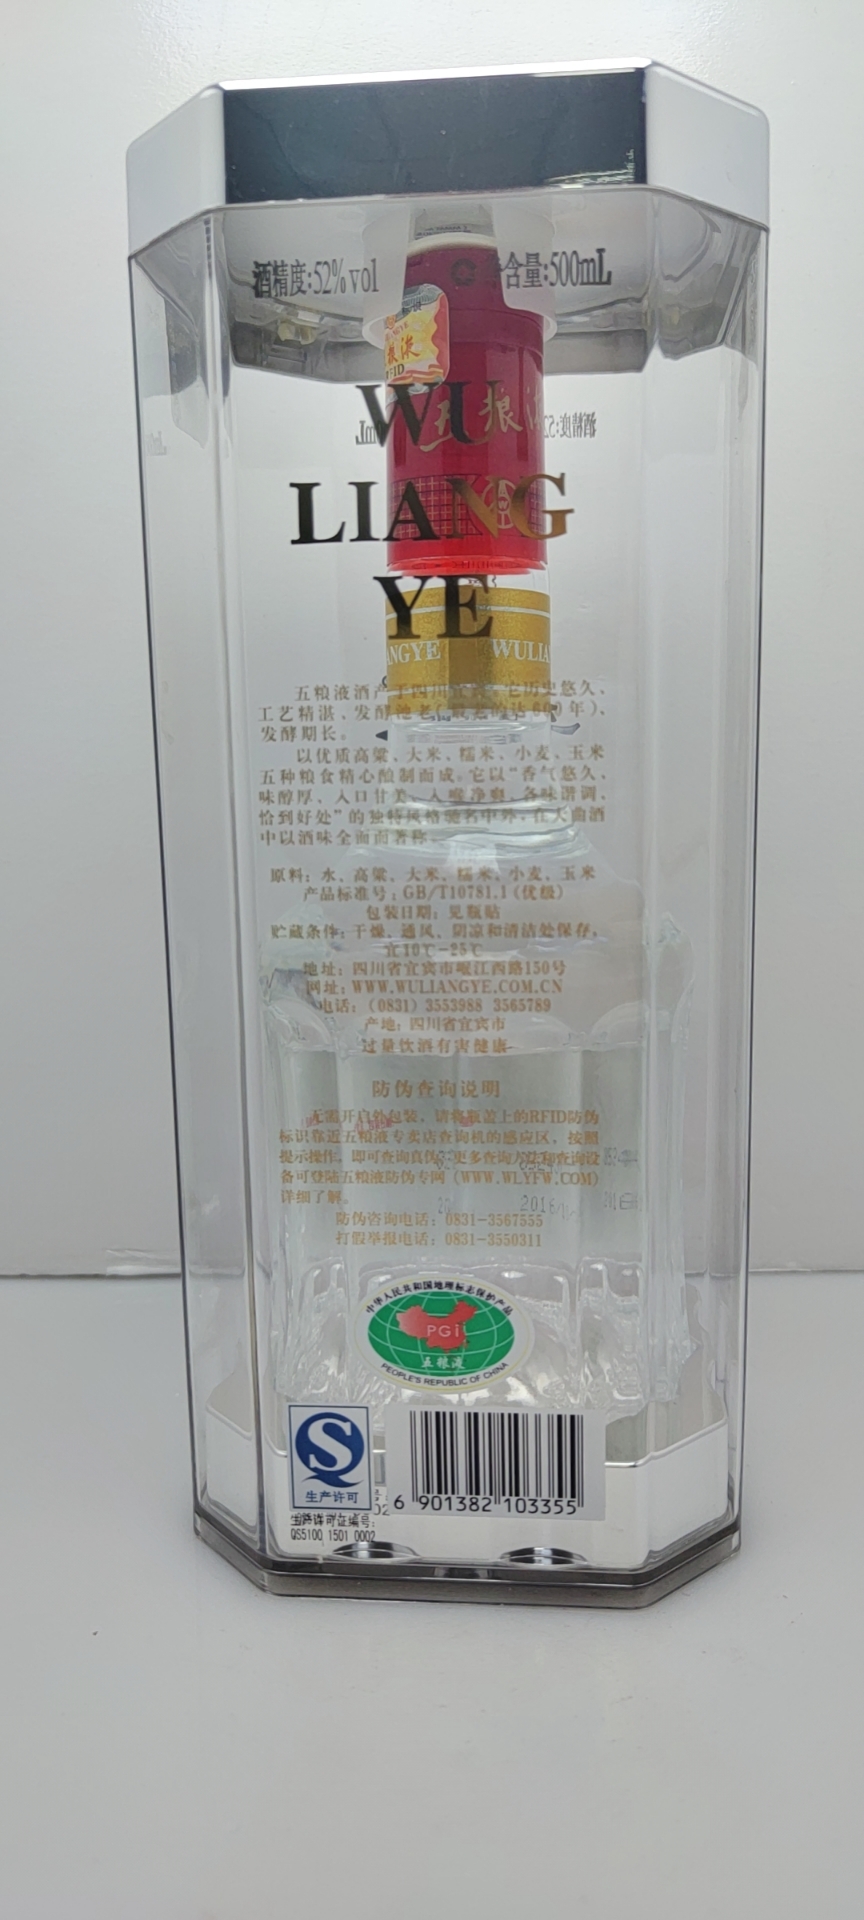 酒精度:52%vol
净含量:500mL
五粮液
WU
LIANG
YE
ANGYE
WULIA
五粮液酒产于四川宜宾，它历史悠久、
工艺精湛、发酵池老(最老的达600年)、
发酵期长。
以优质高粱、大米、糯米、小麦、玉米
五种粮食精心酿制而成，它以“香气悠久、
味醇厚、入口甘美、入喉净爽、各味谐调、
恰到好处”的独特风格驰名中外，在大曲酒
中以酒味全面而著称。
原料: 水、高粱、大米、糯米、小麦、玉米
产品标准号: GB/T10781.1(优级)
包装日期: 见瓶贴
贮藏条件: 干燥、通风、阴凉和清洁处保存，
宜10℃-25℃
地址: 四川省宜宾市岷江西路150号
网址: WWW.WULIANGYE.COM.CN
电话: (0831) 3553988 3565789
产地: 四川省宜宾市
过量饮酒有害健康
防伪查询说明
无需开启外包装，请将瓶盖上的RFID防伪
标识靠近五粮液专卖店查询机的感应区，按照
提示操作，即可查询真伪。更多查询方法和查询设
备可登陆五粮液防伪专网 (WWW.WLYFW.COM)
详细了解。
防伪咨询电话: 0831-3567555
打假举报电话: 0831-3550311
中华人民共和国地理标志保护产品
PGI
五粮液
PEOPLE'S REPUBLIC OF CHINA
生产许可
生产许可证编号:
QS5100 1501 0002
6 901382 103355